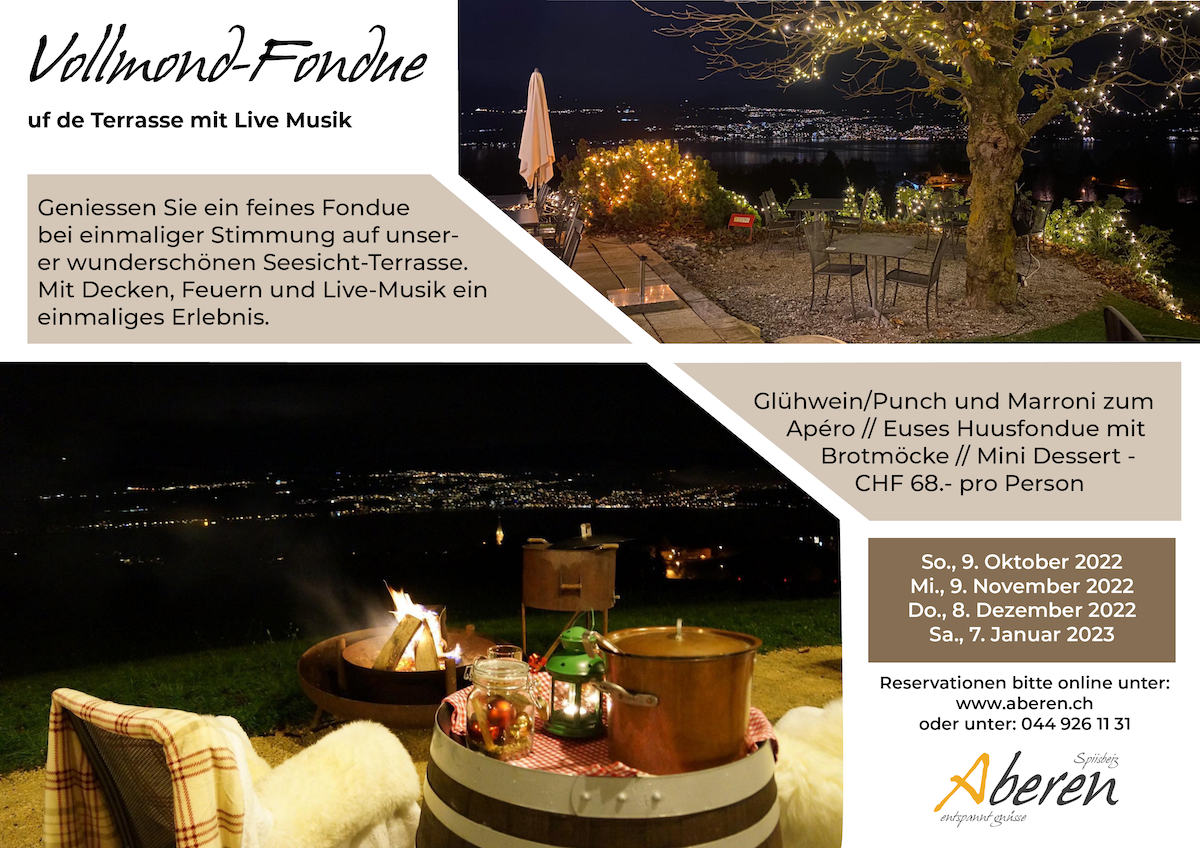 Vollmond-Fondue
uf de Terrasse mit Live Musik
Geniessen Sie ein feines Fondue
bei einmaliger Stimmung auf unser-
er wunderschönen Seesicht-Terrasse.
Mit Decken, Feuern und Live-Musik ein
einmaliges Erlebnis.
Glühwein/Punch und Marroni zum
Apéro // Euses Huusfondue mit
Brotmöcke // Mini Dessert -
CHF 68.- pro Person
So., 9. Oktober 2022
Mi., 9. November 2022
Do., 8. Dezember 2022
Sa., 7. Januar 2023
Reservationen bitte online unter:
www.aberen.ch
oder unter: 044 926 11 31
Spiisbeiz
Aberen
entspannt gnüsse